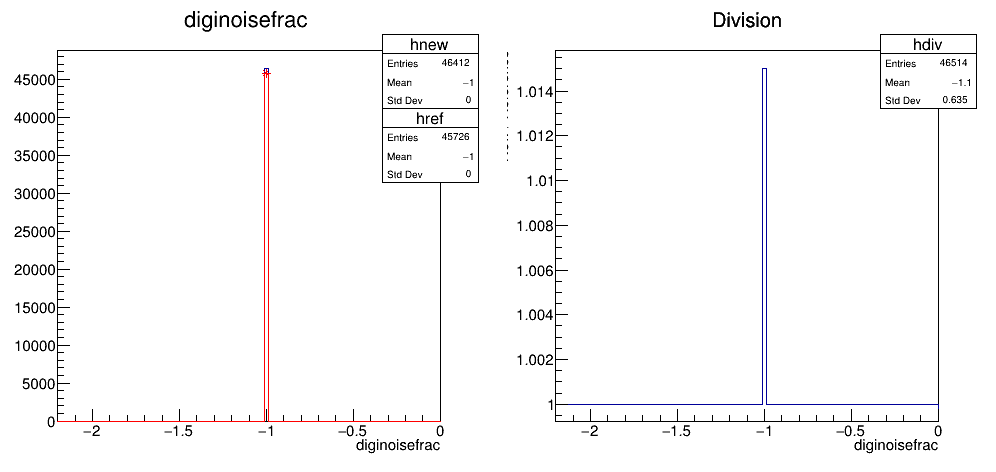 diginoisefrac
hnew
Entries 46412
Mean −1
Std Dev 0
href
Entries 45726
Mean −1
Std Dev 0
45000
40000
35000
30000
25000
20000
15000
10000
5000
0
−2 −1.5 −1 −0.5 0
diginoisefrac
Division
hdiv
Entries 46514
Mean −1.1
Std Dev 0.635
1.014
1.012
1.01
1.008
1.006
1.004
1.002
1
−2 −1.5 −1 −0.5 0
diginoisefrac